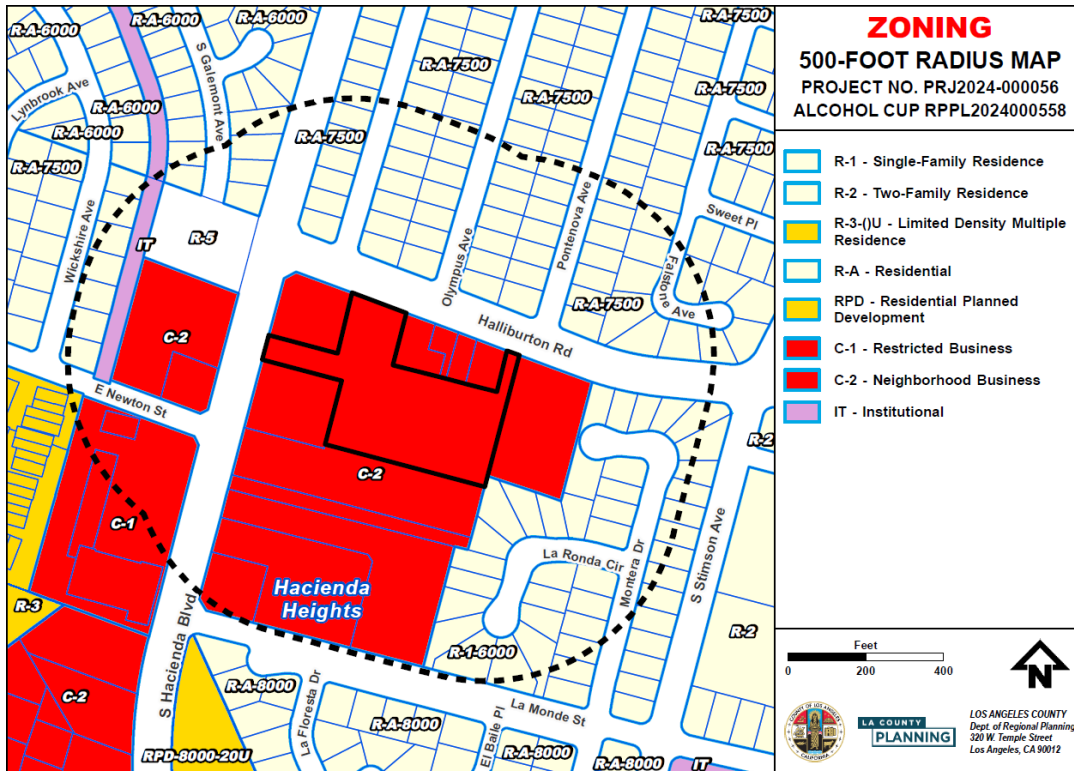 ZONING
500-FOOT RADIUS MAP
PROJECT NO. PRJ2024-000056
ALCOHOL CUP RPPL2024000558
R-1 - Single-Family Residence
R-2 - Two-Family Residence
R-3-()U - Limited Density Multiple
Residence
R-A - Residential
RPD - Residential Planned
Development
C-1 - Restricted Business
C-2 - Neighborhood Business
IT - Institutional
R-A-6000
R-A-6000
R-A-6000
R-A-7500
R-A-7500
S Galemont Ave
Lynbrook Ave
R-A-6000
R-A-6000
R-A-7500
R-A-7500
R-A-7500
R-A-7500
Wickshire Ave
IT
R-5
Olympus Ave
Pontenova Ave
Sweet Pl
Falstone Ave
R-A-7500
Halliburton Rd
C-2
E Newton St
C-2
R-2
C-1
La Ronda Cir
Montera Dr
S Stimson Ave
Hacienda
Heights
R-3
R-1-6000
R-2
S Hacienda Blvd
C-2
R-A-8000
La Floresta Dr
R-A-8000
El Baile Pl
La Monde St
R-A-8000
RPD-8000-20U
IT
Feet
0 200 400
N
COUNTY OF LOS ANGELES
CALIFORNIA
LA COUNTY
PLANNING
LOS ANGELES COUNTY
Dept. of Regional Planning
320 W. Temple Street
Los Angeles, CA 90012